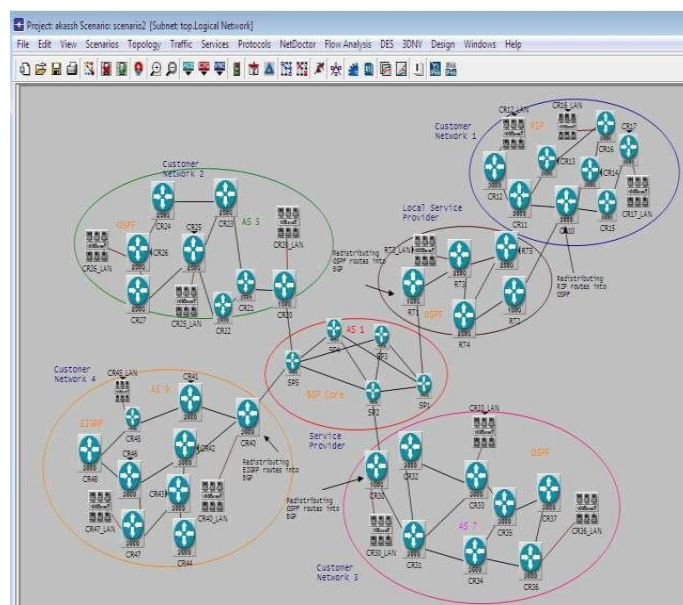 Project: akassh Scenario: scenario2 [Subnet: top.Logical Network]
File Edit View Scenarios Topology Traffic Services Protocols NetDoctor Flow Analysis DES 3DNV Design Windows Help
Customer Network 1
RIP
CR12_LAN
CR16_LAN
CR17
CR16
CR13
CR14
CR12
CR17_LAN
CR11
CR10
CR15
Customer Network 2
OSPF
AS 5
CR24
CR23
CR25
CR26
CR26_LAN
CR20_LAN
CR27
CR25_LAN
CR22
CR21
CR20
Local Service Provider
RT3
RT5
RT1
OSPF
RT4
RT2
Redistributing OSPF routes into BGP
Redistributing RIP routes into OSPF
AS 1
SP4
SP3
SP5
BGP Core
SP2
SP1
Service Provider
Customer Network 4
CR45_LAN
AS 9
CR41
EIGRP
CR45
CR40
CR46
CR42
CR48
CR43
CR47_LAN
CR40_LAN
CR47
CR44
Redistributing EIGRP routes into BGP
Redistributing OSPF routes into BGP
CR33_LAN
OSPF
CR32
CR30
CR33
CR37
CR35
AS 7
CR36_LAN
CR30_LAN
CR31
CR34
CR36
Customer Network 3